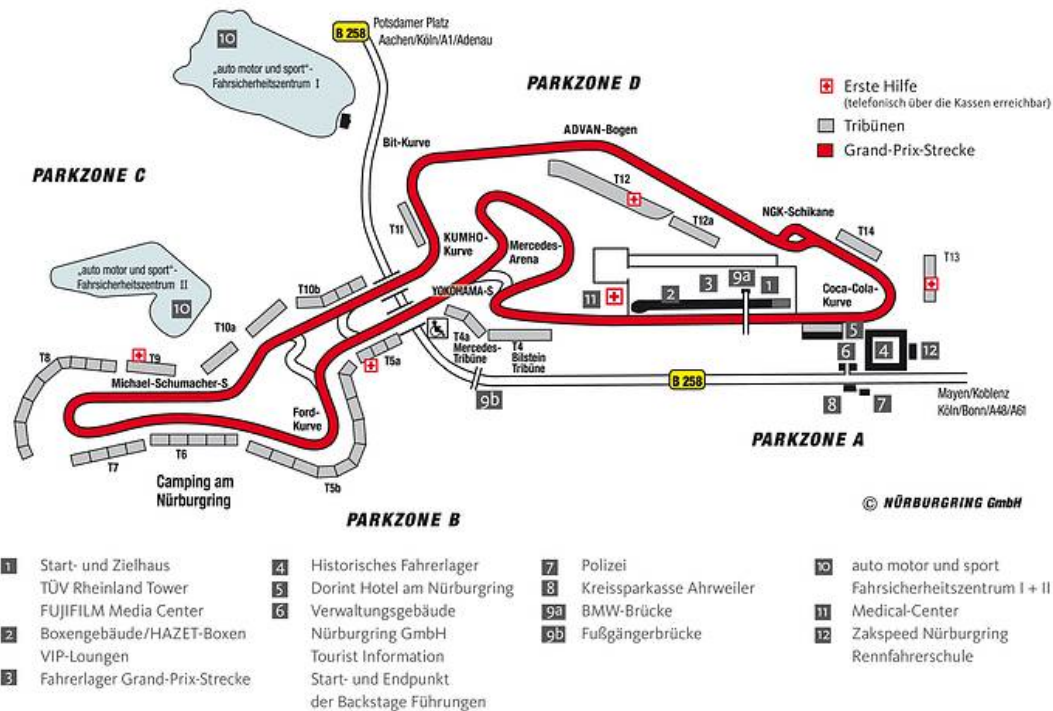 10
„auto motor und sport"-
Fahrsicherheitszentrum I
B 258
Potsdamer Platz
Aachen/Köln/A1/Adenau
PARKZONE D
Erste Hilfe
(telefonisch über die Kassen erreichbar)
Tribünen
Grand-Prix-Strecke
ADVAN-Bogen
Bit-Kurve
PARKZONE C
T12
T12a
NGK-Schikane
T11
KUMHO-
Kurve
Mercedes-
Arena
T14
T13
„auto motor und sport"-
Fahrsicherheitszentrum II
10
T10b
YOKOHAMA-S
11
2
3
9a
1
Coca-Cola-
Kurve
T10a
T4a
Mercedes-
Tribüne
T4
Bilstein
Tribüne
5
6
4
12
T8
T9
T5a
Michael-Schumacher-S
B 258
9b
8
7
Mayen/Koblenz
Köln/Bonn/A48/A61
Ford-
Kurve
PARKZONE A
T7
T6
T5b
Camping am
Nürburgring
PARKZONE B
© NÜRBURGRING GmbH
1 Start- und Zielhaus
TÜV Rheinland Tower
FUJIFILM Media Center
2 Boxengebäude/HAZET-Boxen
VIP-Loungen
3 Fahrerlager Grand-Prix-Strecke
4 Historisches Fahrerlager
5 Dorint Hotel am Nürburgring
6 Verwaltungsgebäude
Nürburgring GmbH
Tourist Information
Start- und Endpunkt
der Backstage Führungen
7 Polizei
8 Kreissparkasse Ahrweiler
9a BMW-Brücke
9b Fußgängerbrücke
10 auto motor und sport
Fahrsicherheitszentrum I + II
11 Medical-Center
12 Zakspeed Nürburgring
Rennfahrerschule